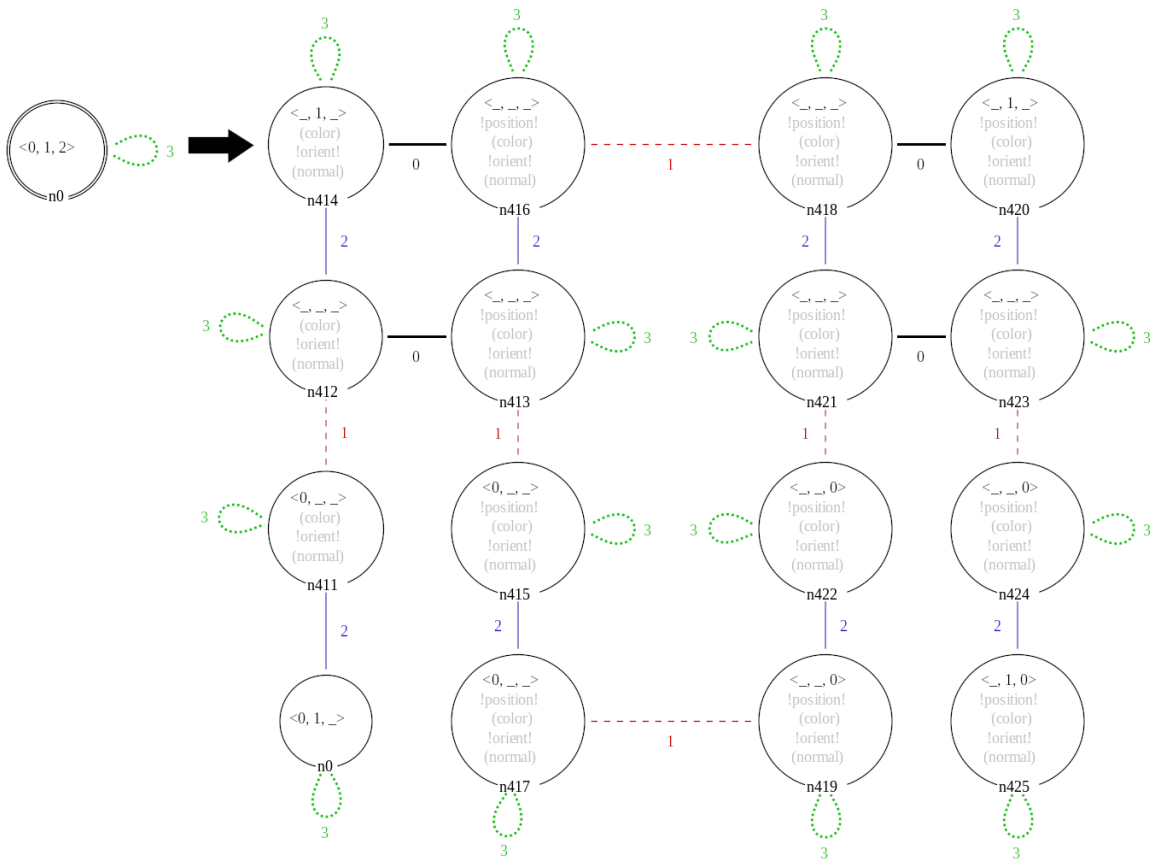 <0, 1, 2>
n0
3
3
<_, 1, _>
(color)
!orient!
(normal)
n414
0
3
<_, _, _>
!position!
(color)
!orient!
(normal)
n416
1
3
<_, _, _>
!position!
(color)
!orient!
(normal)
n418
0
3
<_, 1, _>
!position!
(color)
!orient!
(normal)
n420
2
2
2
2
3
<_, _, _>
(color)
!orient!
(normal)
n412
0
<_, _, _>
!position!
(color)
!orient!
(normal)
n413
3
3
<_, _, _>
!position!
(color)
!orient!
(normal)
n421
0
<_, _, _>
!position!
(color)
!orient!
(normal)
n423
3
1
1
1
1
3
<0, _, _>
(color)
!orient!
(normal)
n411
<0, _, _>
!position!
(color)
!orient!
(normal)
n415
3
3
<_, _, 0>
!position!
(color)
!orient!
(normal)
n422
<_, _, 0>
!position!
(color)
!orient!
(normal)
n424
3
2
2
2
2
<0, 1, _>
n0
3
<0, _, _>
!position!
(color)
!orient!
(normal)
n417
3
1
<_, _, 0>
!position!
(color)
!orient!
(normal)
n419
3
<_, 1, 0>
!position!
(color)
!orient!
(normal)
n425
3